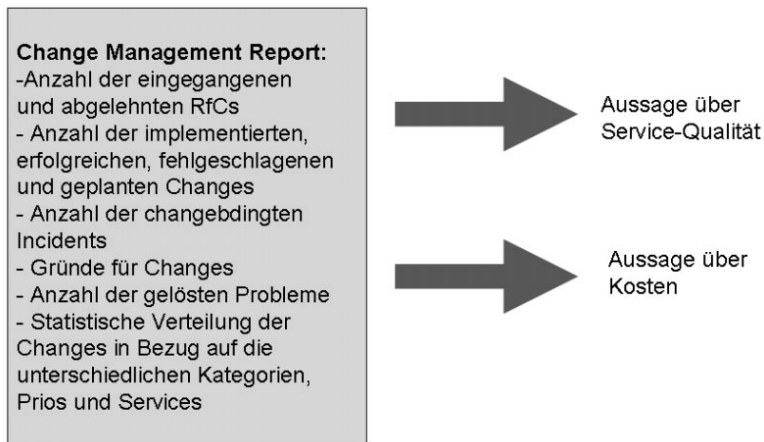 Change Management Report:
-Anzahl der eingegangenen
und abgelehnten RfCs
- Anzahl der implementierten,
erfolgreichen, fehlgeschlagenen
und geplanten Changes
- Anzahl der changebdingten
Incidents
- Gründe für Changes
- Anzahl der gelösten Probleme
- Statistische Verteilung der
Changes in Bezug auf die
unterschiedlichen Kategorien,
Prios und Services
Aussage über
Service-Qualität
Aussage über
Kosten